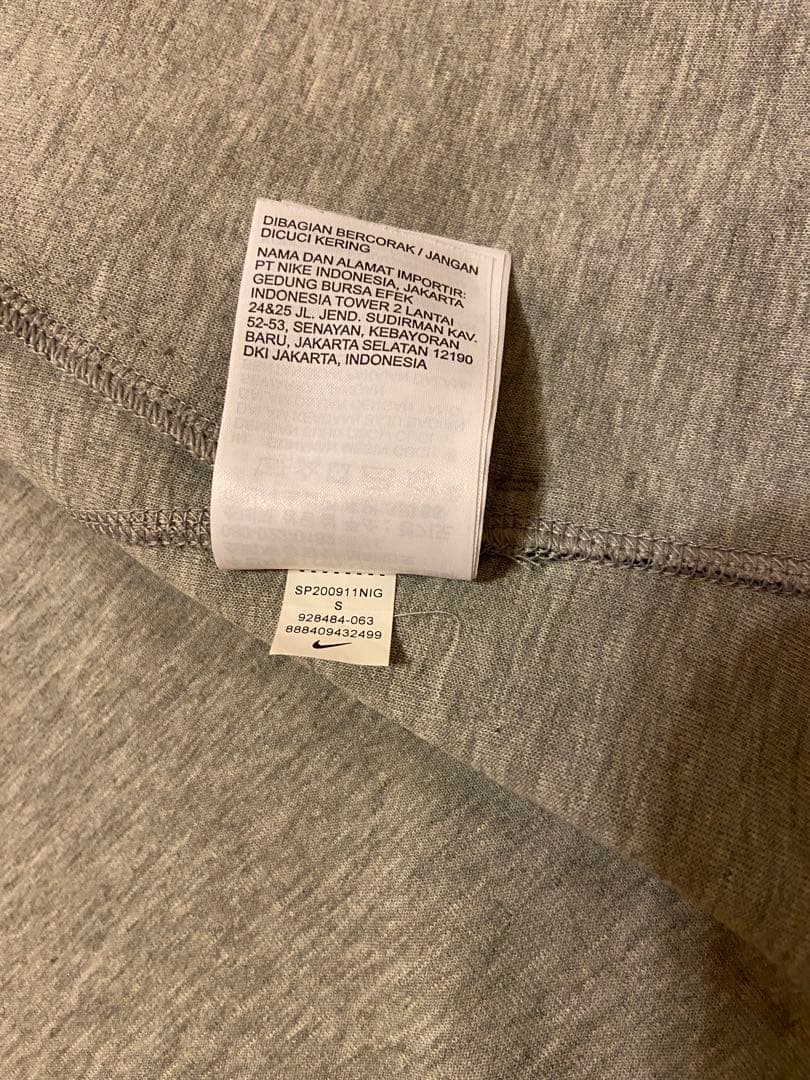 DIBAGIAN BERCORAK / JANGAN
DICUCI KERING
NAMA DAN ALAMAT IMPORTIR:
PT NIKE INDONESIA, JAKARTA
GEDUNG BURSA EFEK
INDONESIA TOWER 2 LANTAI
24&25 JL. JEND. SUDIRMAN KAV.
52-53, SENAYAN, KEBAYORAN
BARU, JAKARTA SELATAN 12190
DKI JAKARTA, INDONESIA
SP200911NIG
S
928484-063
888409432499